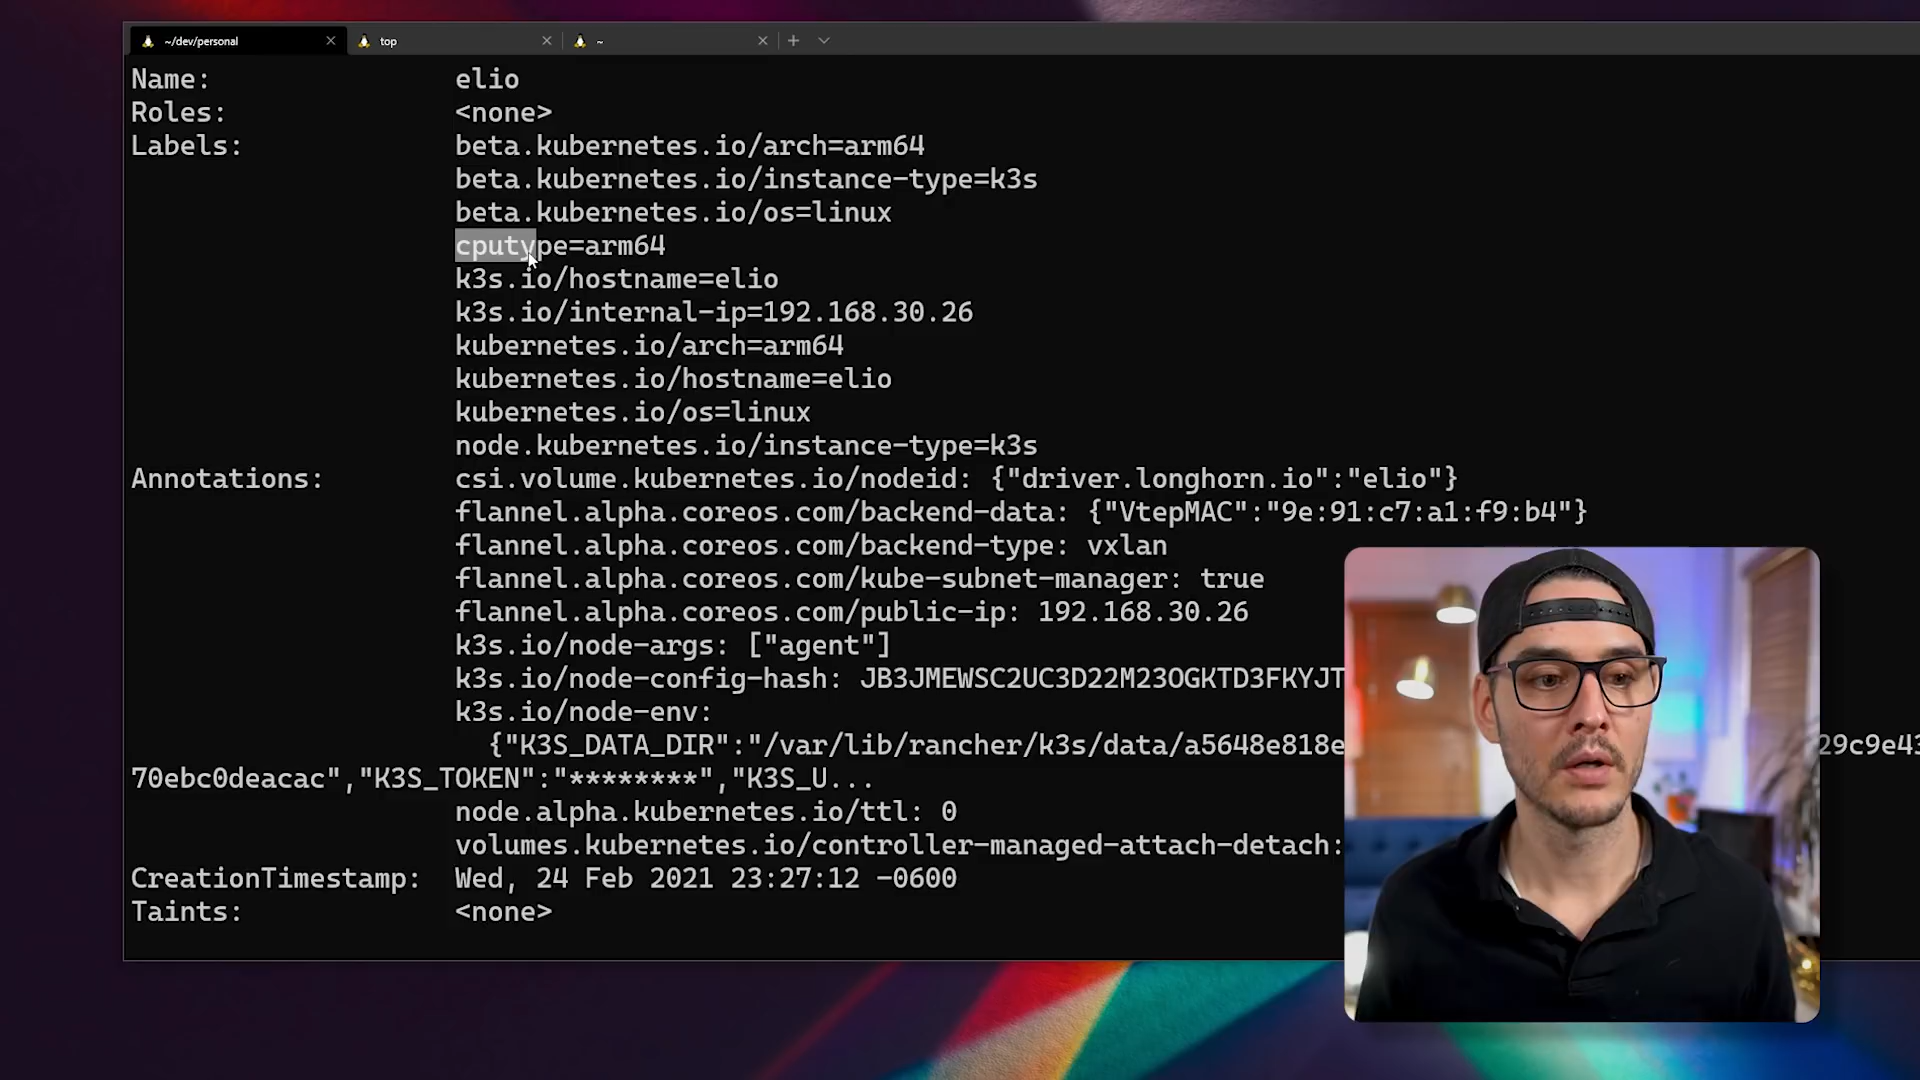 ~/dev/personal
top
~
Name: elio
Roles: <none>
Labels: beta.kubernetes.io/arch=arm64
beta.kubernetes.io/instance-type=k3s
beta.kubernetes.io/os=linux
cputype=arm64
k3s.io/hostname=elio
k3s.io/internal-ip=192.168.30.26
kubernetes.io/arch=arm64
kubernetes.io/hostname=elio
kubernetes.io/os=linux
node.kubernetes.io/instance-type=k3s
Annotations: csi.volume.kubernetes.io/nodeid: {"driver.longhorn.io":"elio"}
flannel.alpha.coreos.com/backend-data: {"VtepMAC":"9e:91:c7:a1:f9:b4"}
flannel.alpha.coreos.com/backend-type: vxlan
flannel.alpha.coreos.com/kube-subnet-manager: true
flannel.alpha.coreos.com/public-ip: 192.168.30.26
k3s.io/node-args: ["agent"]
k3s.io/node-config-hash: JB3JMEWSC2UC3D22M23OGKTD3FKYJT
k3s.io/node-env:
{"K3S_DATA_DIR":"/var/lib/rancher/k3s/data/a5648e818e 29c9e43
70ebc0deacac","K3S_TOKEN":"********","K3S_U...
node.alpha.kubernetes.io/ttl: 0
volumes.kubernetes.io/controller-managed-attach-detach:
CreationTimestamp: Wed, 24 Feb 2021 23:27:12 -0600
Taints: <none>